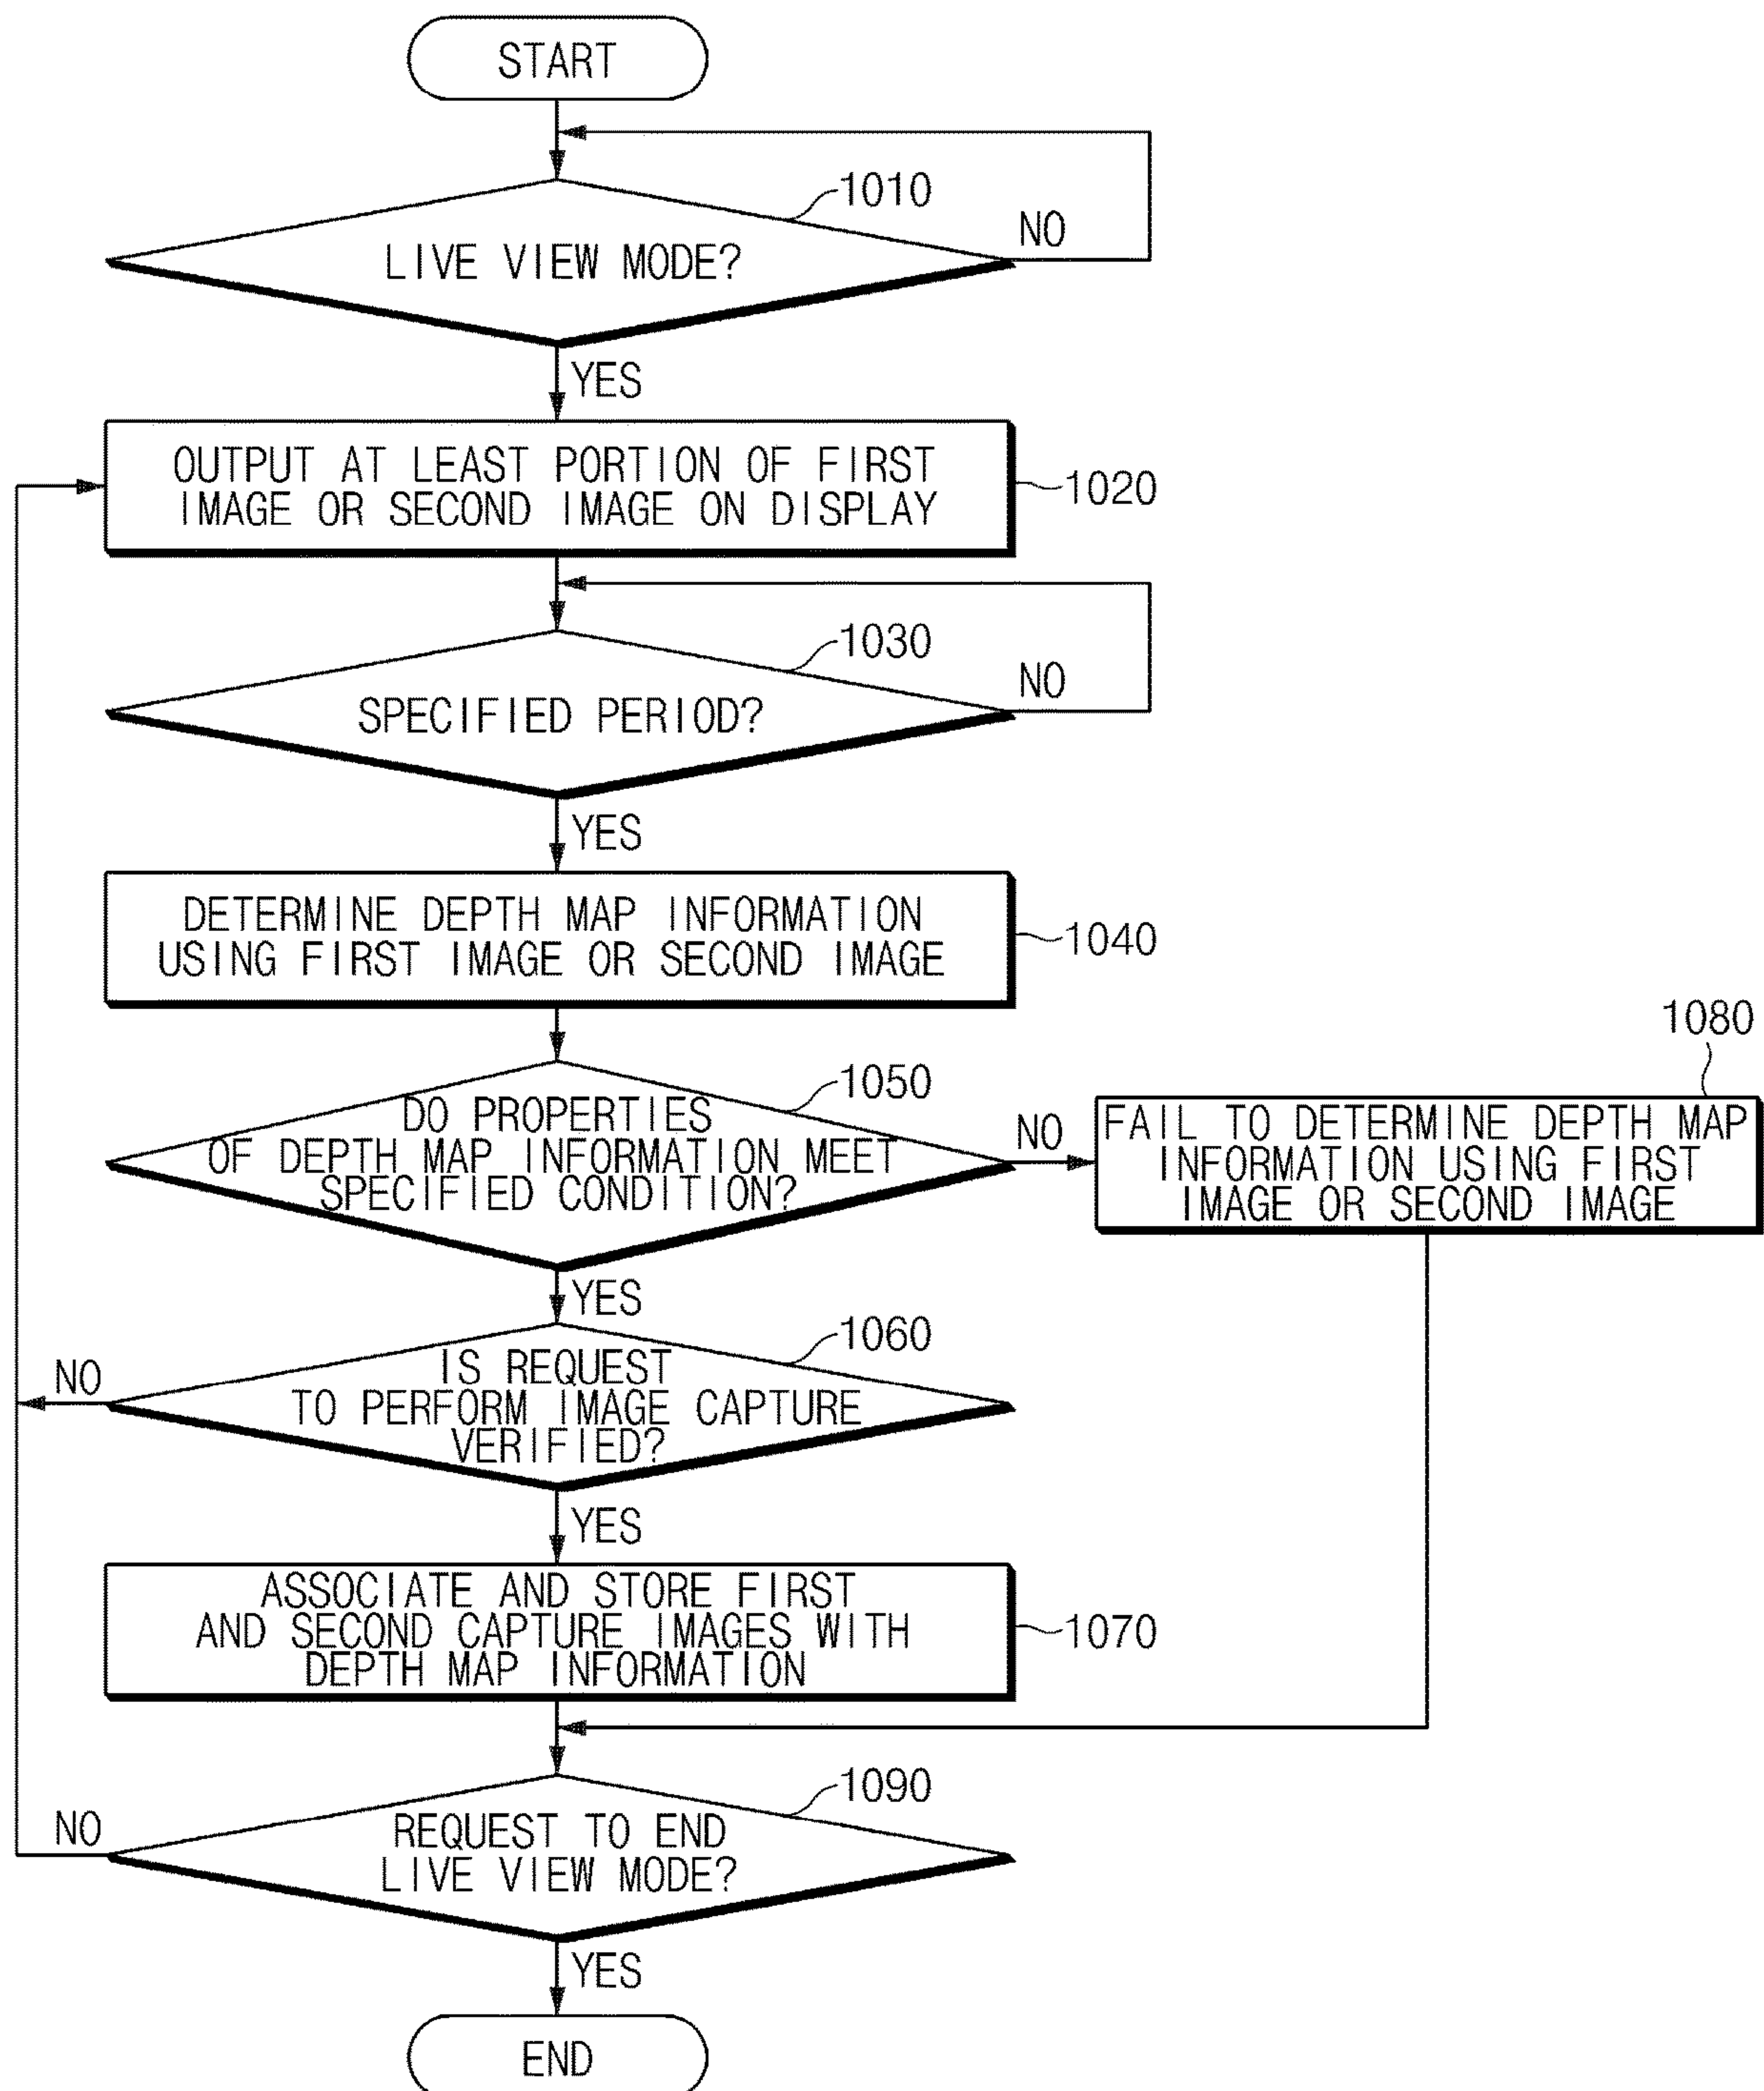 START
1010
LIVE VIEW MODE?
NO
YES
OUTPUT AT LEAST PORTION OF FIRST
IMAGE OR SECOND IMAGE ON DISPLAY
1020
1030
SPECIFIED PERIOD?
NO
YES
DETERMINE DEPTH MAP INFORMATION
USING FIRST IMAGE OR SECOND IMAGE
1040
1050
DO PROPERTIES
OF DEPTH MAP INFORMATION MEET
SPECIFIED CONDITION?
NO
1080
FAIL TO DETERMINE DEPTH MAP
INFORMATION USING FIRST
IMAGE OR SECOND IMAGE
YES
1060
IS REQUEST
TO PERFORM IMAGE CAPTURE
VERIFIED?
NO
YES
ASSOCIATE AND STORE FIRST
AND SECOND CAPTURE IMAGES WITH
DEPTH MAP INFORMATION
1070
1090
REQUEST TO END
LIVE VIEW MODE?
NO
YES
END